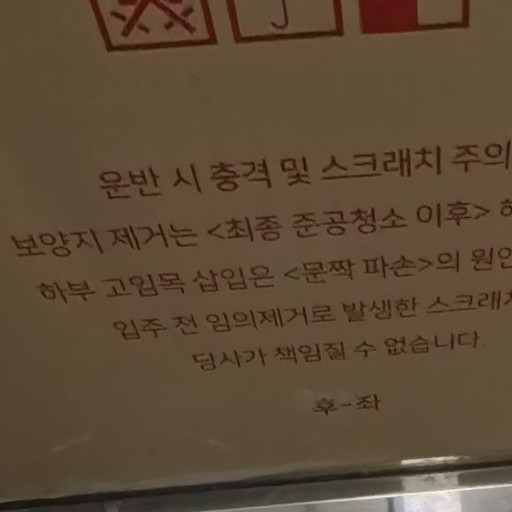 운반 시 충격 및 스크래치 주의
보양지 제거는 <최종 준공청소 이후>
하부 고임목 삽입은 <문짝 파손>의 원인
입주 전 임의제거로 발생한 스크래치
당사가 책임질 수 없습니다.
후-좌